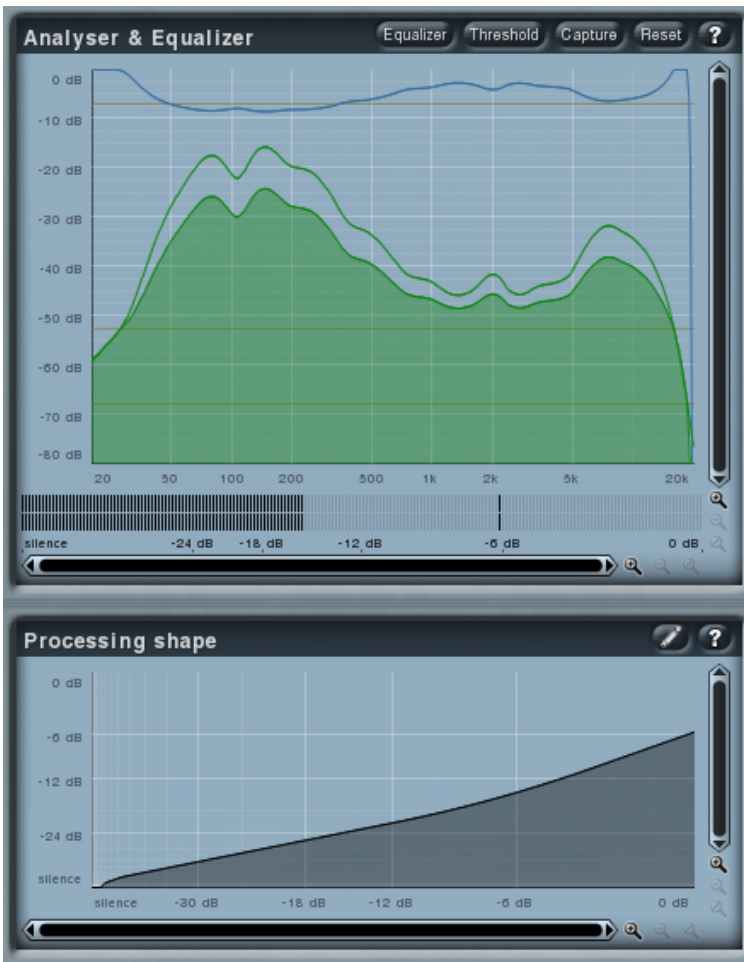 Analyser & Equalizer Equalizer Threshold Capture Reset ?
0 dB
-10 dB
-20 dB
-30 dB
-40 dB
-50 dB
-60 dB
-70 dB
-80 dB
20 50 100 200 500 1k 2k 5k 20k
silence -24 dB -18 dB -12 dB -6 dB 0 dB
Processing shape ?
0 dB
-6 dB
-12 dB
-24 dB
silence
silence -30 dB -18 dB -12 dB -6 dB 0 dB